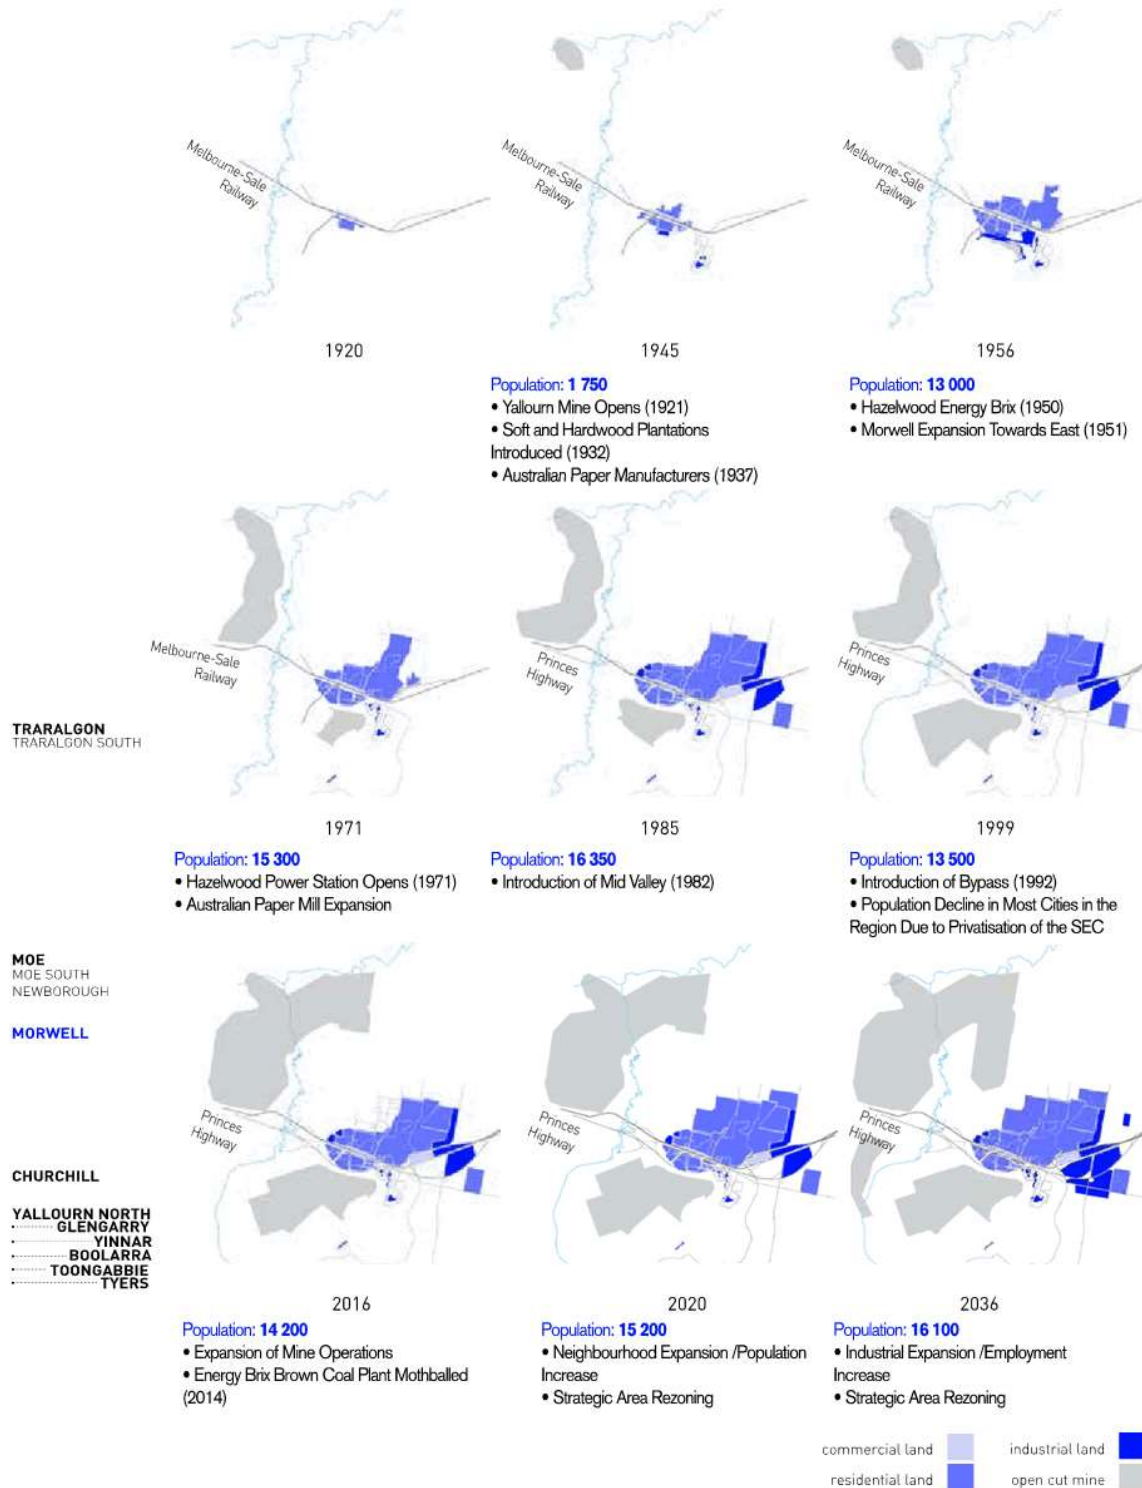 Melbourne-Sale
Railway
Melbourne-Sale
Railway
Melbourne-Sale
Railway
1920
1945
1956
Population: 1 750
• Yallourn Mine Opens (1921)
• Soft and Hardwood Plantations
Introduced (1932)
• Australian Paper Manufacturers (1937)
Population: 13 000
• Hazelwood Energy Brix (1950)
• Morwell Expansion Towards East (1951)
Melbourne-Sale
Railway
Princes
Highway
Princes
Highway
TRARALGON
TRARALGON SOUTH
1971
1985
1999
Population: 15 300
• Hazelwood Power Station Opens (1971)
• Australian Paper Mill Expansion
Population: 16 350
• Introduction of Mid Valley (1982)
Population: 13 500
• Introduction of Bypass (1992)
• Population Decline in Most Cities in the
Region Due to Privatisation of the SEC
MOE
MOE SOUTH
NEWBOROUGH
MORWELL
Princes
Highway
Princes
Highway
Princes
Highway
CHURCHILL
YALLOURN NORTH
GLENGARRY
YINNAR
BOOLARRA
TOONGABBIE
TYERS
2016
2020
2036
Population: 14 200
• Expansion of Mine Operations
• Energy Brix Brown Coal Plant Mothballed
(2014)
Population: 15 200
• Neighbourhood Expansion /Population
Increase
• Strategic Area Rezoning
Population: 16 100
• Industrial Expansion /Employment
Increase
• Strategic Area Rezoning
commercial land
industrial land
residential land
open cut mine